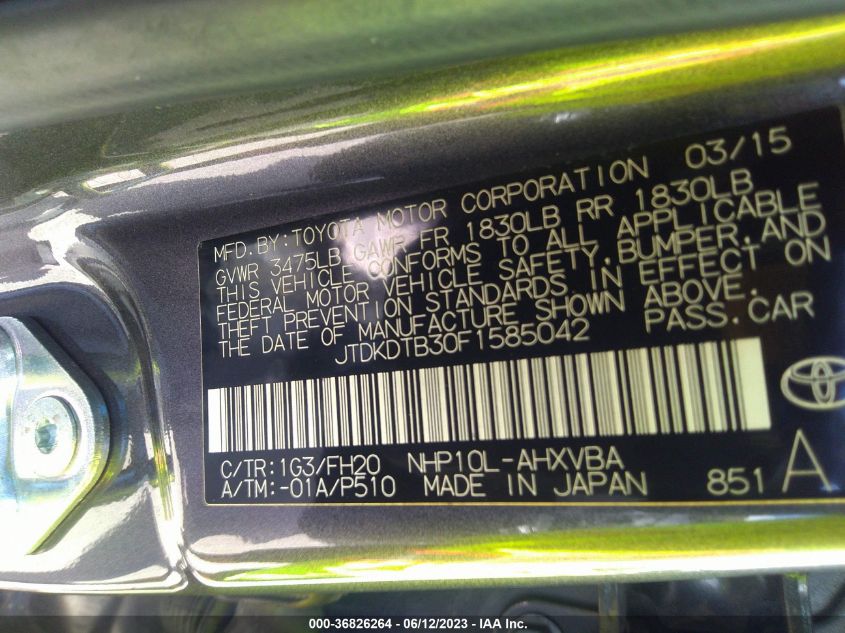 MFD. BY: TOYOTA MOTOR CORPORATION 03/15
GVWR 3475LB GAWR FR 1830LB RR 1830LB
THIS VEHICLE CONFORMS TO ALL APPLICABLE
FEDERAL MOTOR VEHICLE SAFETY, BUMPER, AND
THEFT PREVENTION STANDARDS IN EFFECT ON
THE DATE OF MANUFACTURE SHOWN ABOVE.
JTDKDTB30F1585042 PASS. CAR
C/TR: 1G3/FH20 NHP10L-AHXVBA
A/TM: -01A/P510 MADE IN JAPAN 851 A
000-36826264 - 06/12/2023 - IAA Inc.